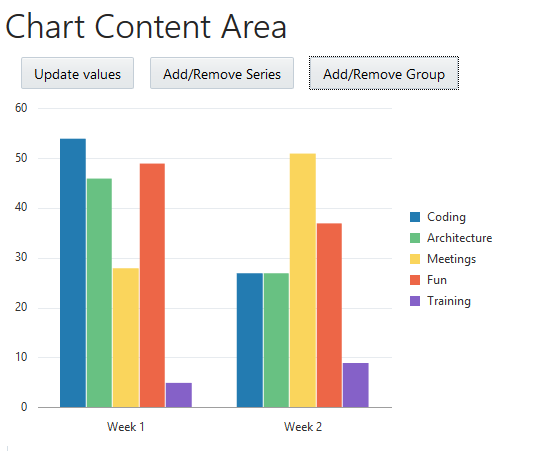 Chart Content Area
Update values Add/Remove Series Add/Remove Group
60
50
40
30
20
10
0
Week 1 Week 2
Coding
Architecture
Meetings
Fun
Training